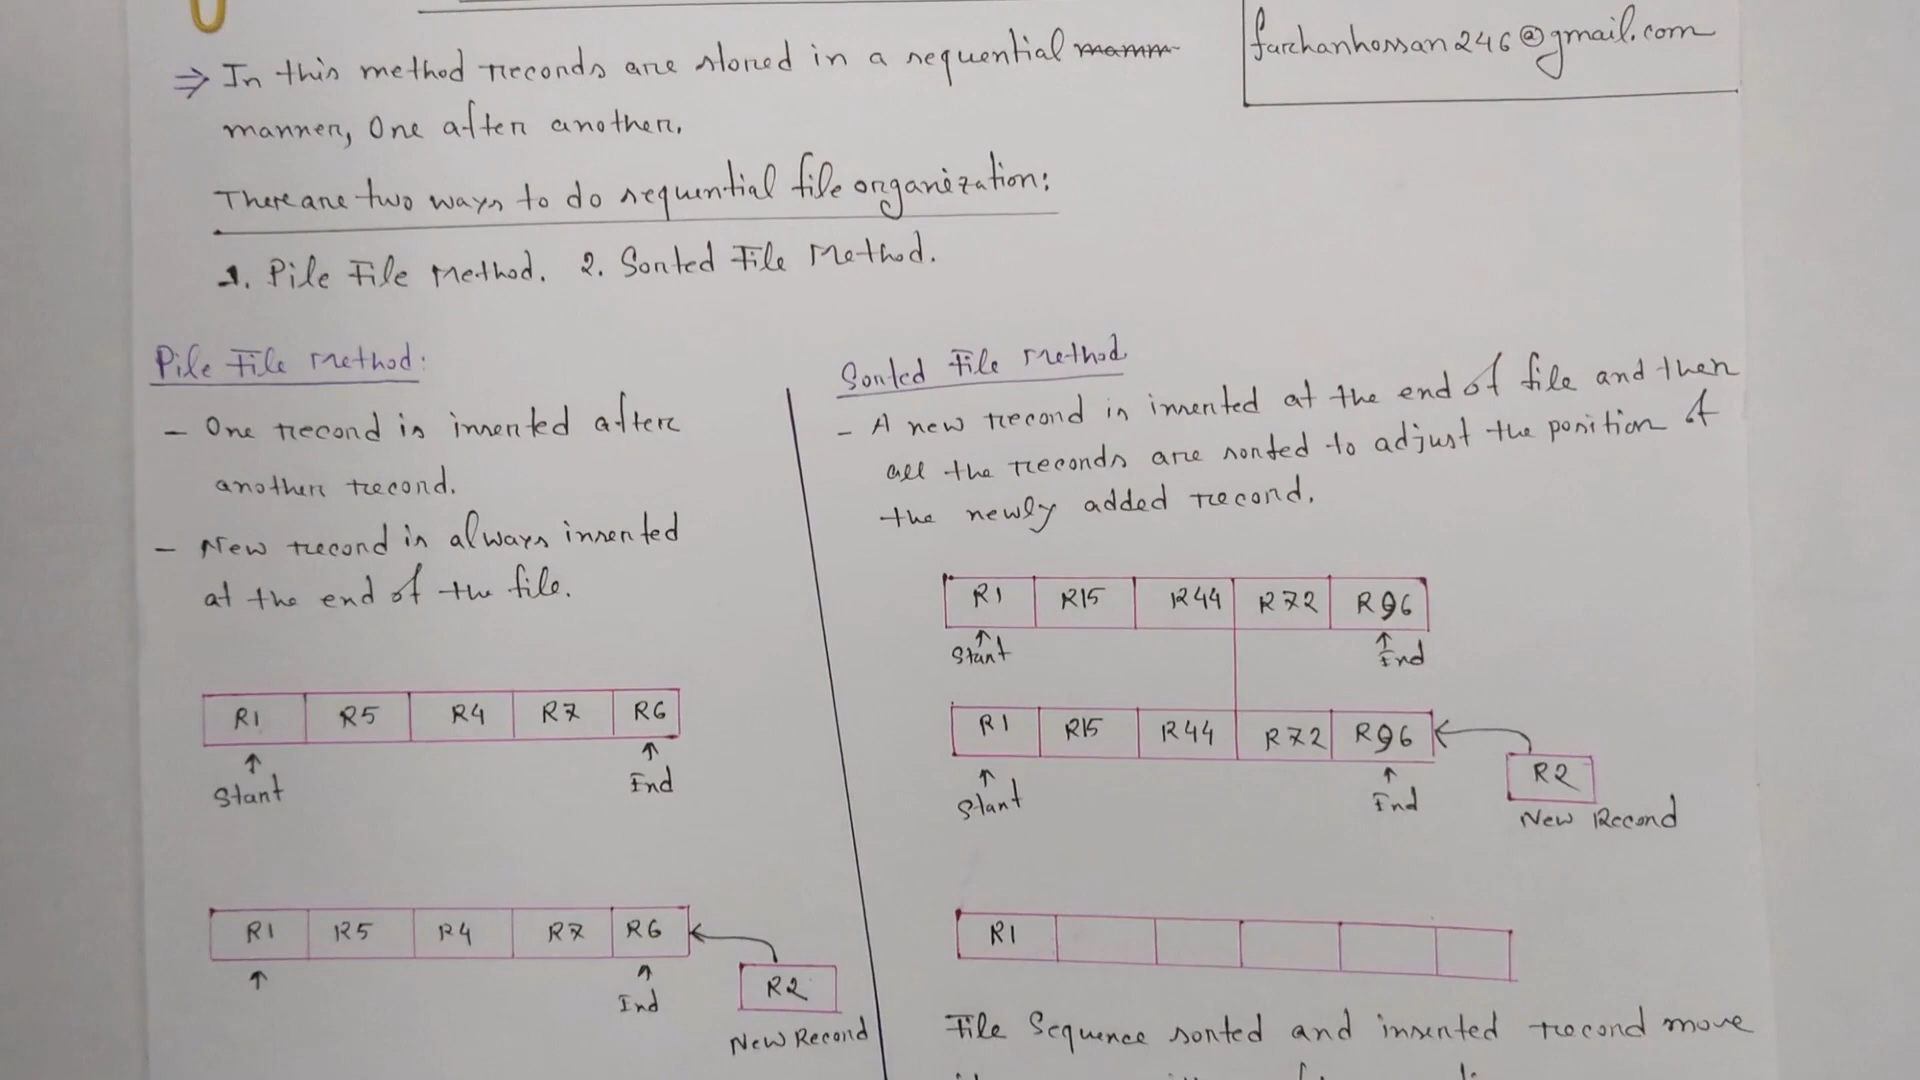 ⇒ In this method records are stored in a sequential
farhanhossan246@gmail.com
manner, One after another.
There are two ways to do sequential file organization:
1. Pile File Method. 2. Sorted File Method.
Pile File Method:
- One record is inserted after
another record.
- New record is always inserted
at the end of the file.
R1 R5 R4 R7 R6
↑ ↑
Start End
R1 R5 R4 R7 R6
↑ ↑
End
R2
New Record
Sorted File Method
- A new record is inserted at the end of file and then
all the records are sorted to adjust the position of
the newly added record.
R1 R15 R44 R72 R96
↑ ↑
Start End
R1 R15 R44 R72 R96
↑ ↑
Start End
R2
New Record
R1
File Sequence sorted and inserted record move